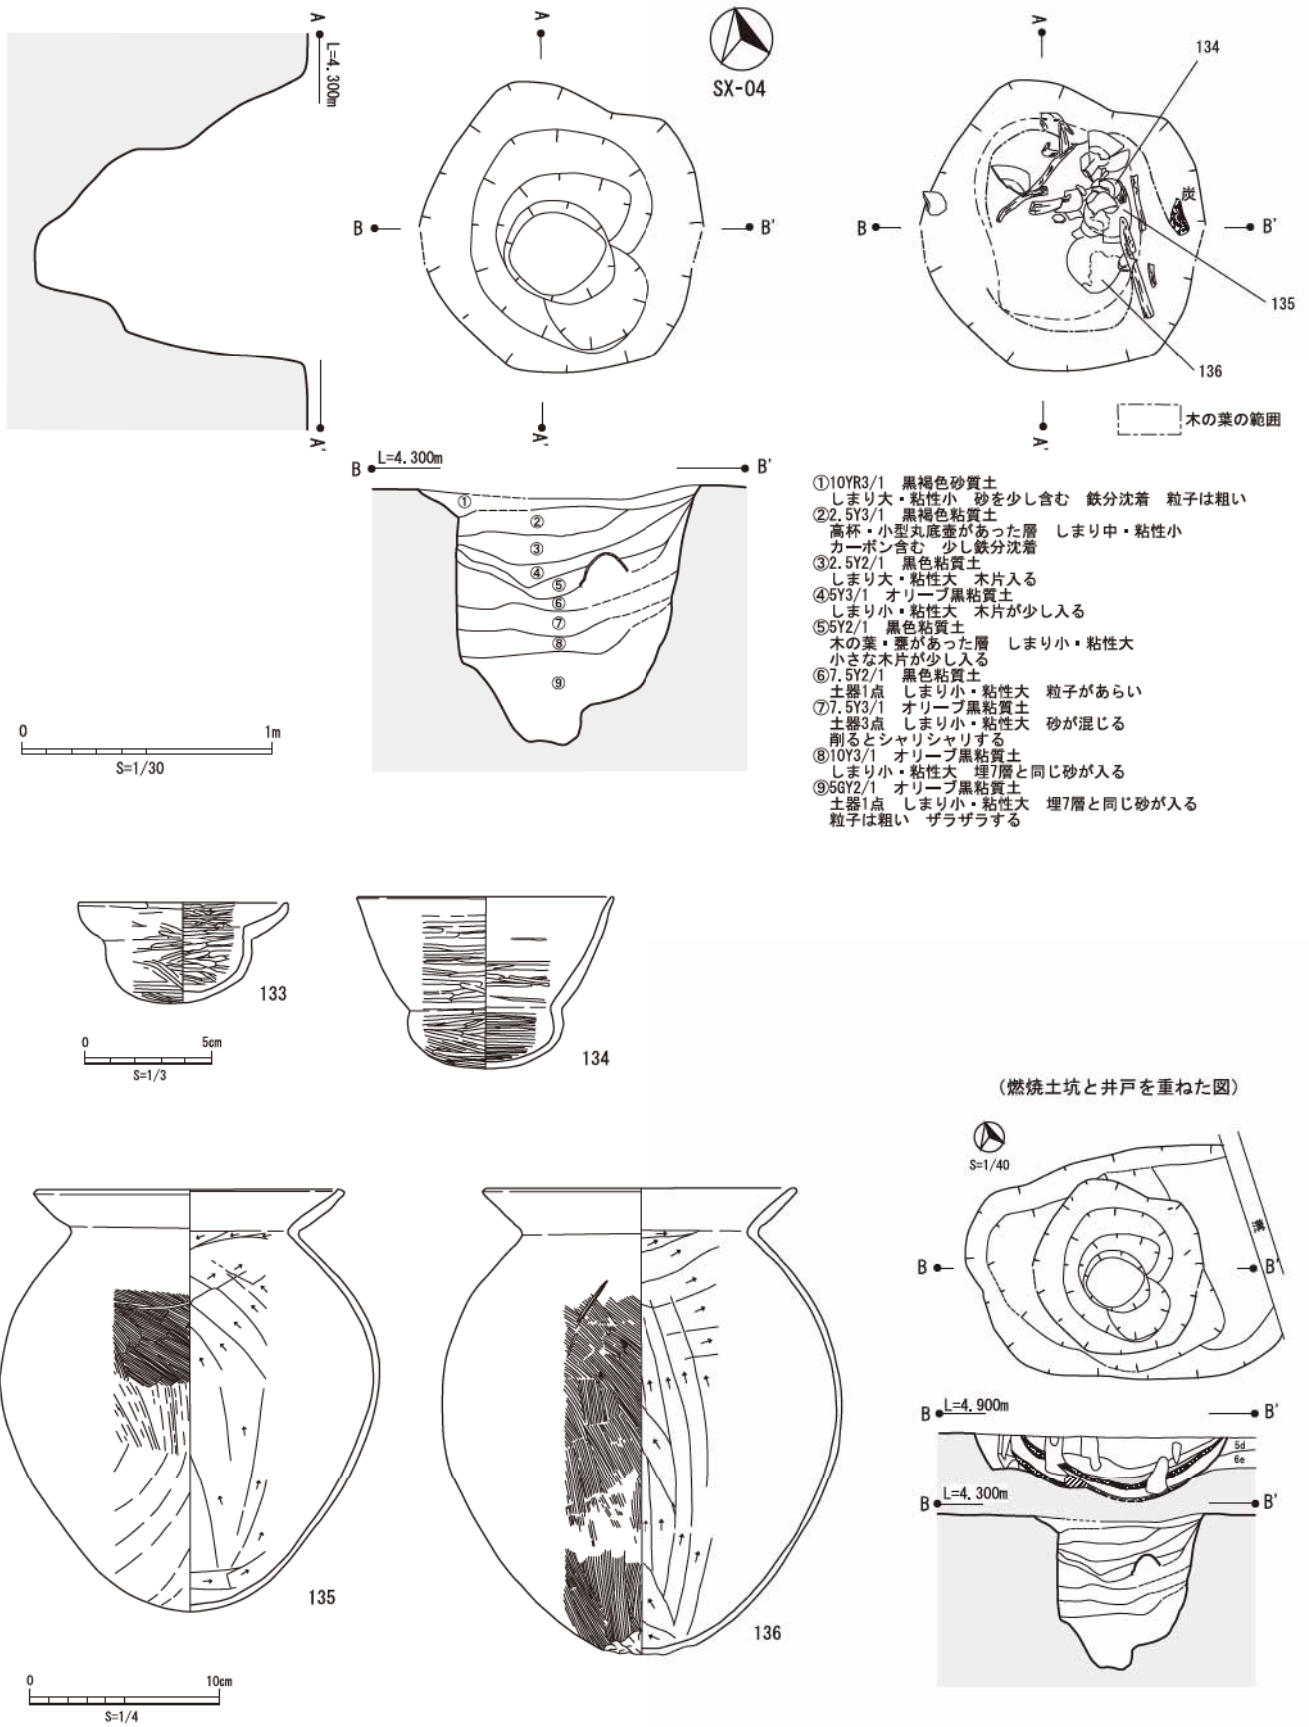 A
L=4.300m
A'
A
B
B'
A'
SX-04
A
134
炭
B
B'
135
136
A'
木の葉の範囲
B
L=4.300m
B'
①
②
③
④
⑤
⑥
⑦
⑧
⑨
①10YR3/1 黒褐色砂質土
しまり大・粘性小 砂を少し含む 鉄分沈着 粒子は粗い
②2.5Y3/1 黒褐色粘質土
高杯・小型丸底壺があった層 しまり中・粘性小
カーボン含む 少し鉄分沈着
③2.5Y2/1 黒色粘質土
しまり大・粘性大 木片入る
④5Y3/1 オリーブ黒粘質土
しまり小・粘性大 木片が少し入る
⑤5Y2/1 黒色粘質土
木の葉・甕があった層 しまり小・粘性大
小さな木片が少し入る
⑥7.5Y2/1 黒色粘質土
土器1点 しまり小・粘性大 粒子があらい
⑦7.5Y3/1 オリーブ黒粘質土
土器3点 しまり小・粘性大 砂が混じる
削るとシャリシャリする
⑧10Y3/1 オリーブ黒粘質土
しまり小・粘性大 埋7層と同じ砂が入る
⑨5GY2/1 オリーブ黒粘質土
土器1点 しまり小・粘性大 埋7層と同じ砂が入る
粒子は粗い ザラザラする
0
1m
S=1/30
133
134
0
5cm
S=1/3
135
136
0
10cm
S=1/4
(燃焼土坑と井戸を重ねた図)
S=1/40
B
B'
B
L=4.900m
B'
5d
6e
B
L=4.300m
B'